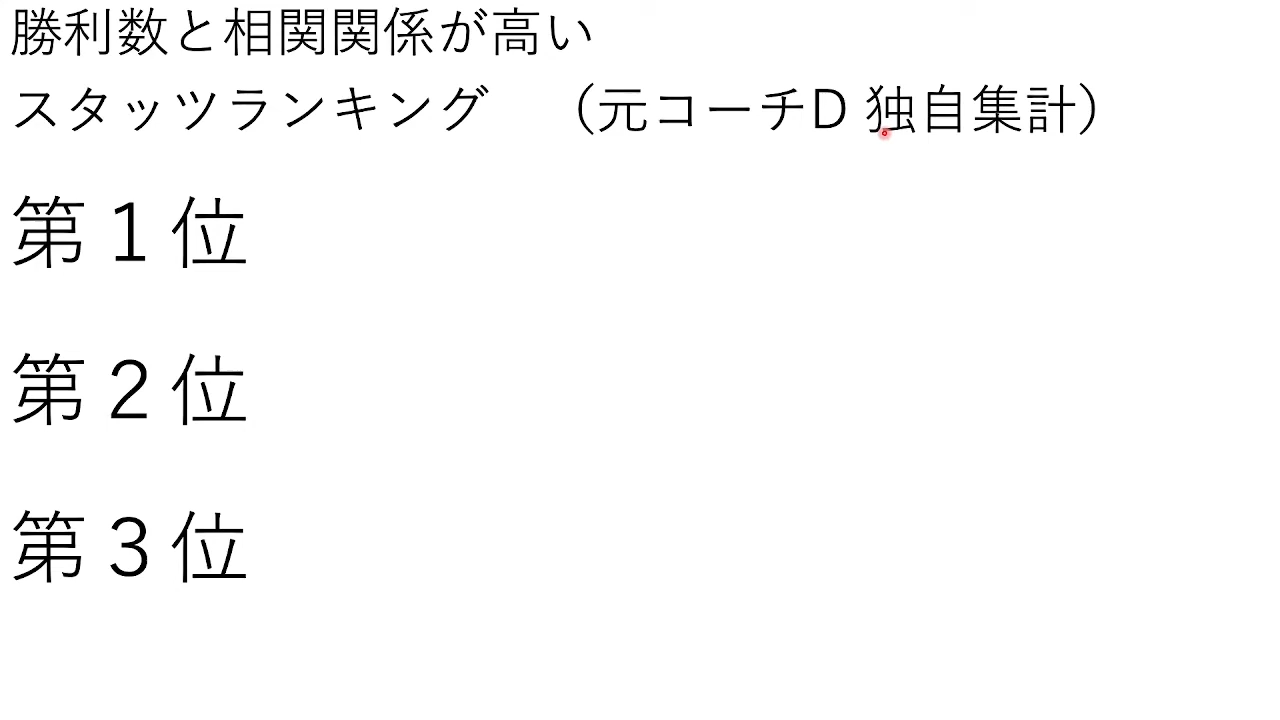 勝利数と相関関係が高い
スタッツランキング　（元コーチD 独自集計）
第１位
第２位
第３位